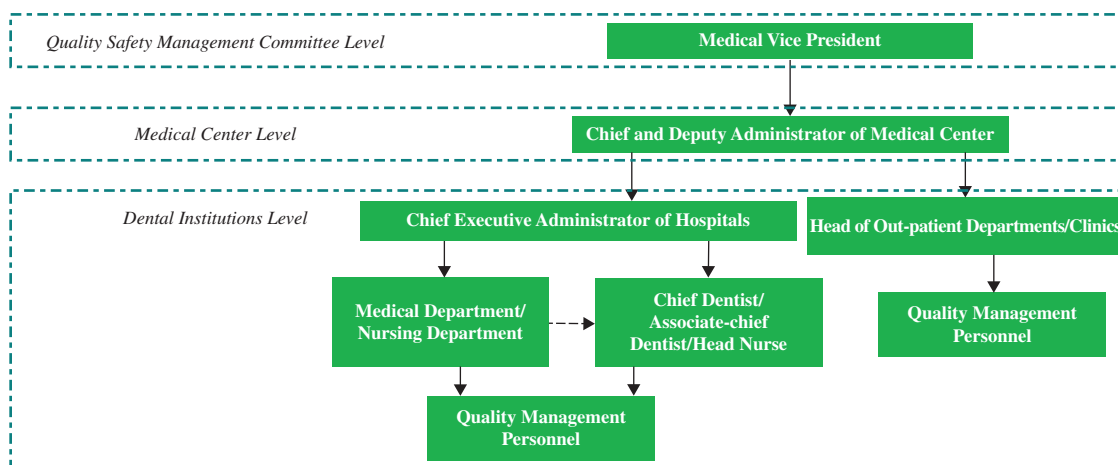 Quality Safety Management Committee Level
Medical Vice President
Medical Center Level
Chief and Deputy Administrator of Medical Center
Dental Institutions Level
Chief Executive Administrator of Hospitals
Head of Out-patient Departments/Clinics
Medical Department/
Nursing Department
Chief Dentist/
Associate-chief
Dentist/Head Nurse
Quality Management
Personnel
Quality Management
Personnel